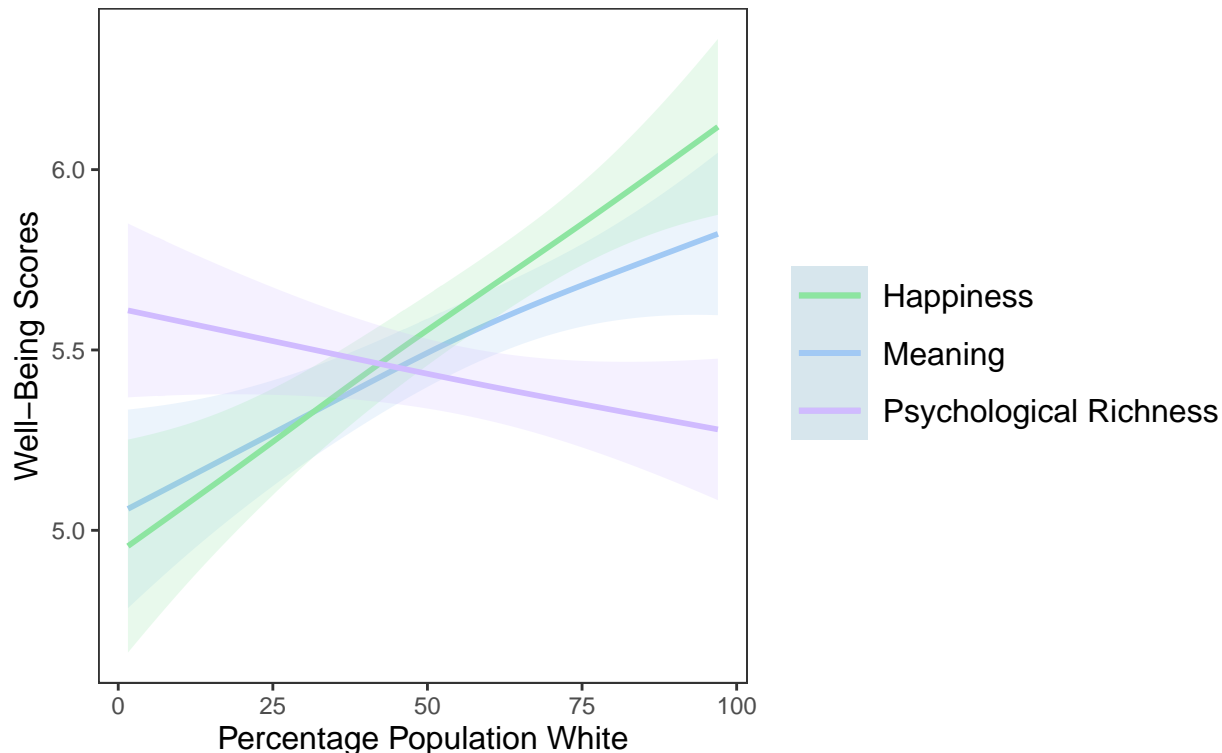 6.0
5.5
5.0
Well−Being Scores
0 25 50 75 100
Percentage Population White
Happiness
Meaning
Psychological Richness